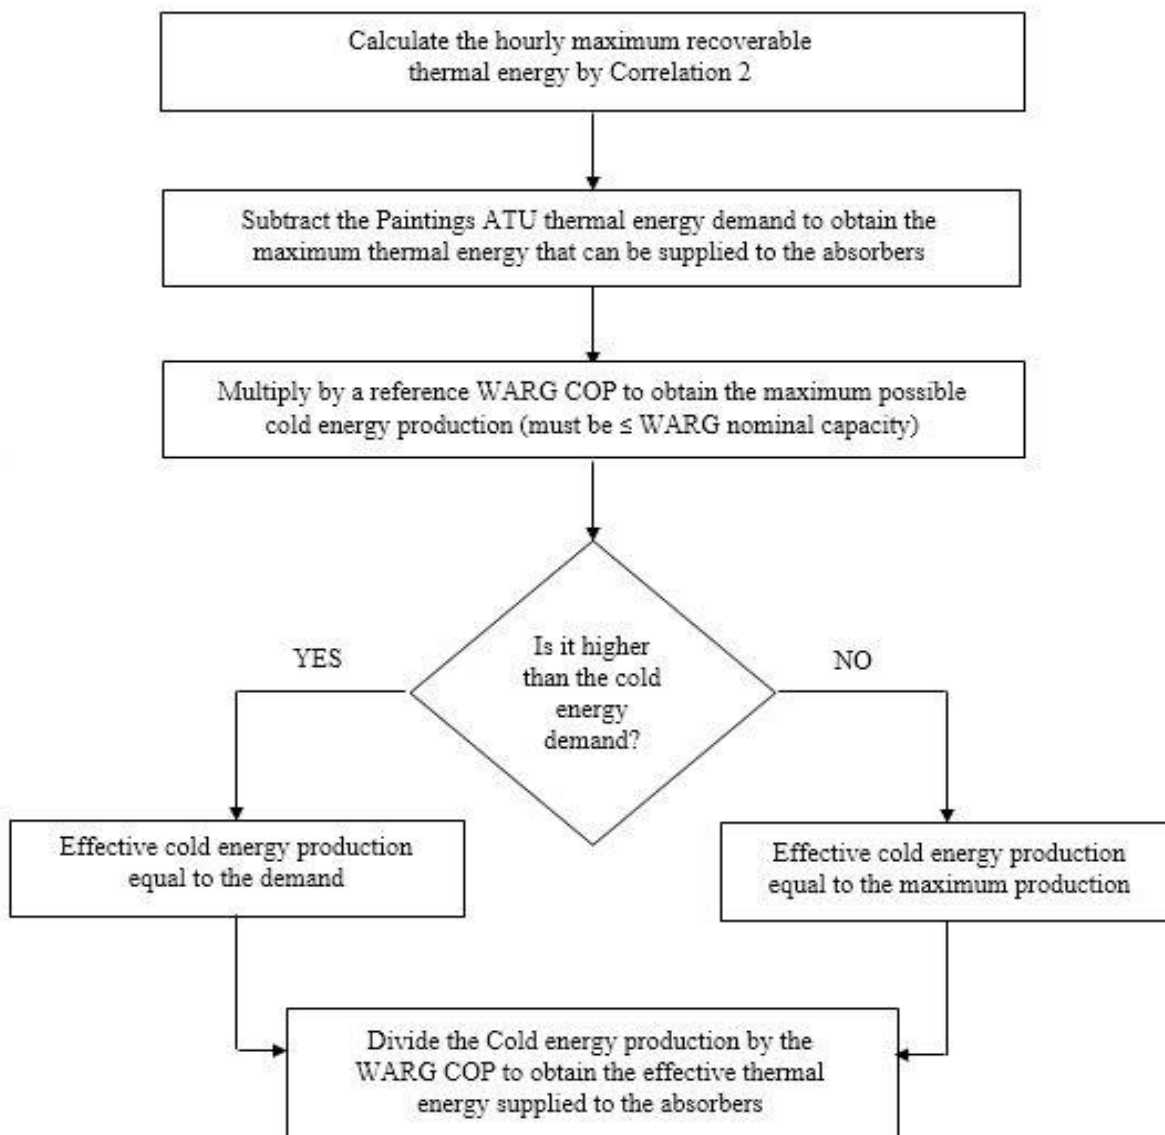 Calculate the hourly maximum recoverable
thermal energy by Correlation 2
Subtract the Paintings ATU thermal energy demand to obtain the
maximum thermal energy that can be supplied to the absorbers
Multiply by a reference WARG COP to obtain the maximum possible
cold energy production (must be ≤ WARG nominal capacity)
Is it higher
than the cold
energy
demand?
YES
NO
Effective cold energy production
equal to the demand
Effective cold energy production
equal to the maximum production
Divide the Cold energy production by the
WARG COP to obtain the effective thermal
energy supplied to the absorbers